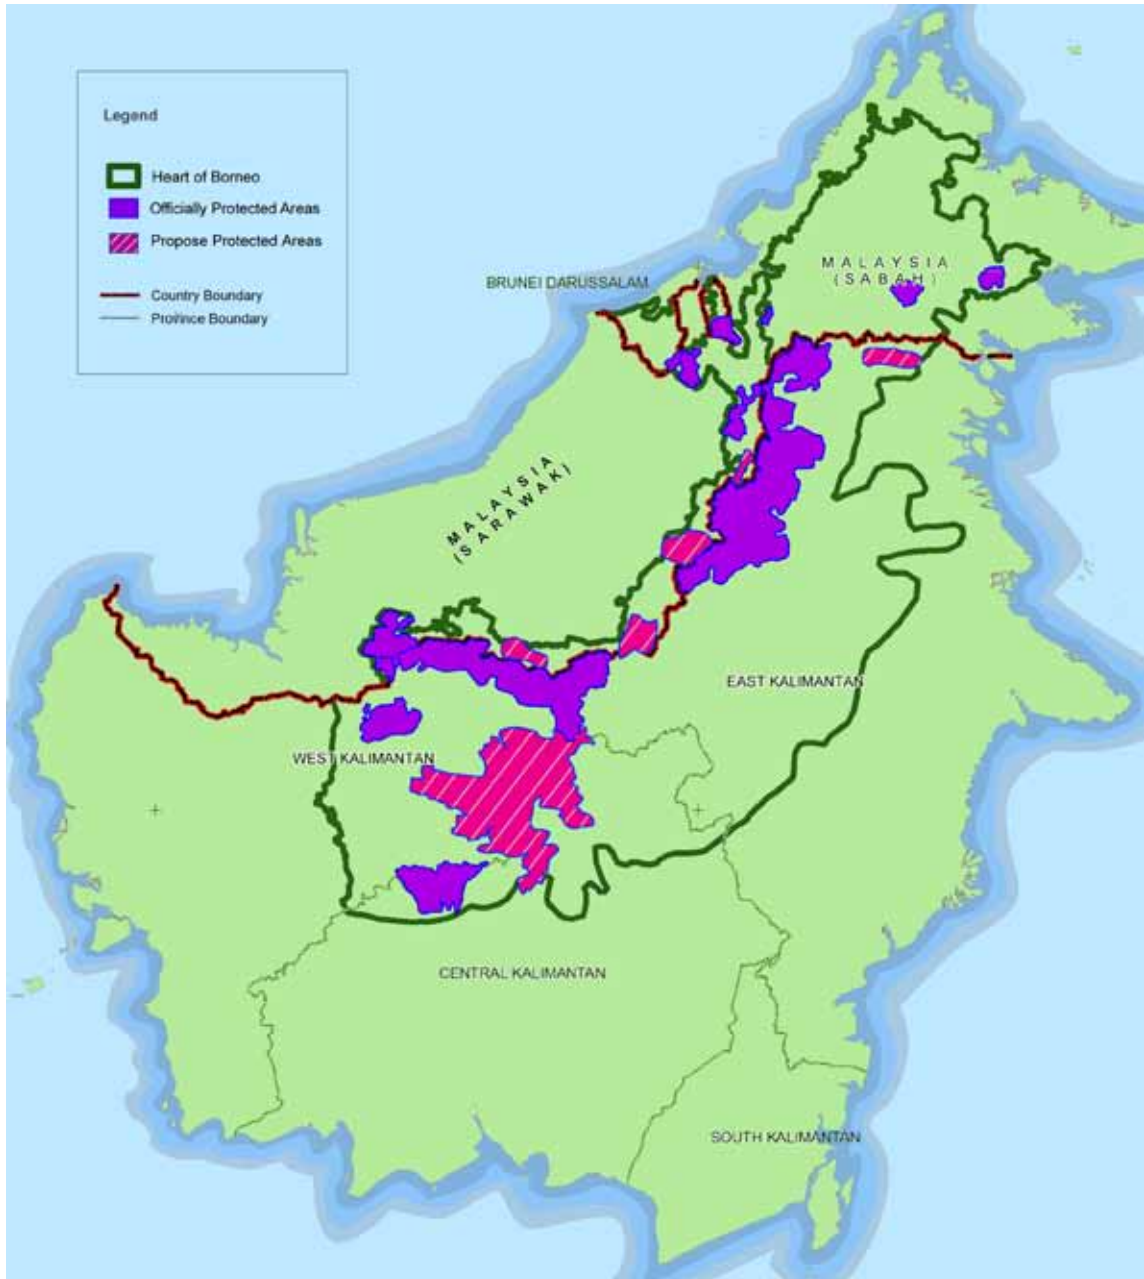 Legend
Heart of Borneo
Officially Protected Areas
Propose Protected Areas
Country Boundary
Province Boundary
BRUNEI DARUSSALAM
MALAYSIA
(SABAH)
MALAYSIA
(SARAWAK)
EAST KALIMANTAN
WEST KALIMANTAN
CENTRAL KALIMANTAN
SOUTH KALIMANTAN